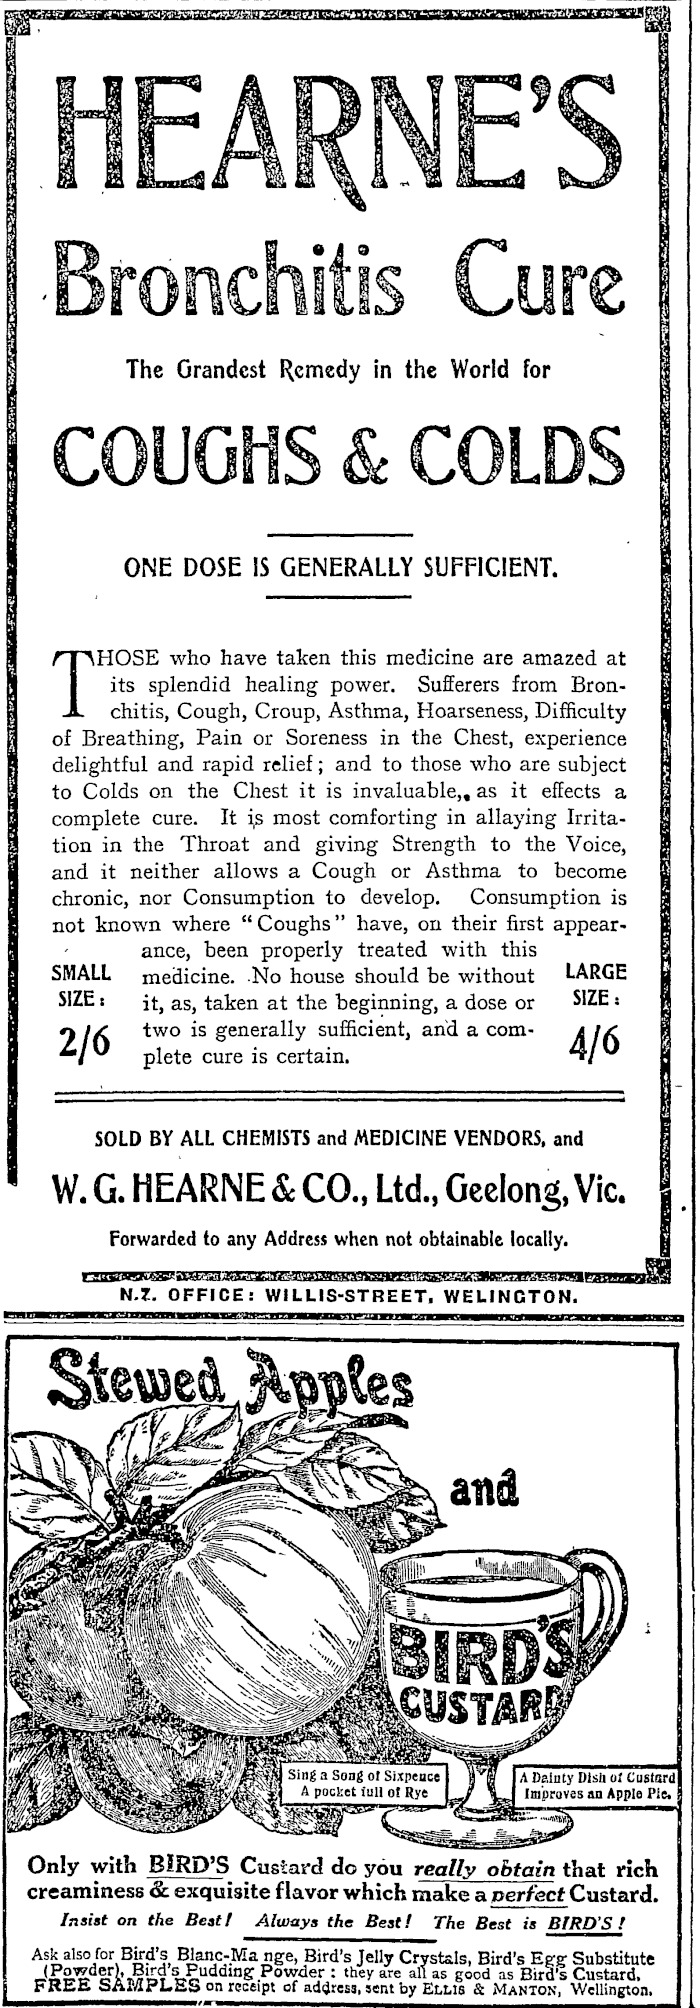 HEARNE'S
Bronchitis Cure
The Grandest Remedy in the World for
COUGHS & COLDS
ONE DOSE IS GENERALLY SUFFICIENT.
THOSE who have taken this medicine are amazed at
its splendid healing power. Sufferers from Bron-
chitis, Cough, Croup, Asthma, Hoarseness, Difficulty
of Breathing, Pain or Soreness in the Chest, experience
delightful and rapid relief; and to those who are subject
to Colds on the Chest it is invaluable, as it effects a
complete cure. It is most comforting in allaying Irrita-
tion in the Throat and giving Strength to the Voice,
and it neither allows a Cough or Asthma to become
chronic, nor Consumption to develop. Consumption is
not known where "Coughs" have, on their first appear-
ance, been properly treated with this
medicine. No house should be without
it, as, taken at the beginning, a dose or
two is generally sufficient, and a com-
plete cure is certain.
SMALL
SIZE:
2/6
LARGE
SIZE:
4/6
SOLD BY ALL CHEMISTS and MEDICINE VENDORS, and
W. G. HEARNE & CO., Ltd., Geelong, Vic.
Forwarded to any Address when not obtainable locally.
N.Z. OFFICE: WILLIS-STREET, WELINGTON.
Stewed Apples
and
BIRD'S
CUSTARD
Sing a Song of Sixpence
A pocket full of Rye
A Dainty Dish of Custard
Improves an Apple Pie.
Only with BIRD'S Custard do you really obtain that rich
creaminess & exquisite flavor which make a perfect Custard.
Insist on the Best! Always the Best! The Best is BIRD'S!
Ask also for Bird's Blanc-Ma nge, Bird's Jelly Crystals, Bird's Egg Substitute
(Powder), Bird's Pudding Powder: they are all as good as Bird's Custard,
FREE SAMPLES on receipt of address, sent by ELLIS & MANTON, Wellington.